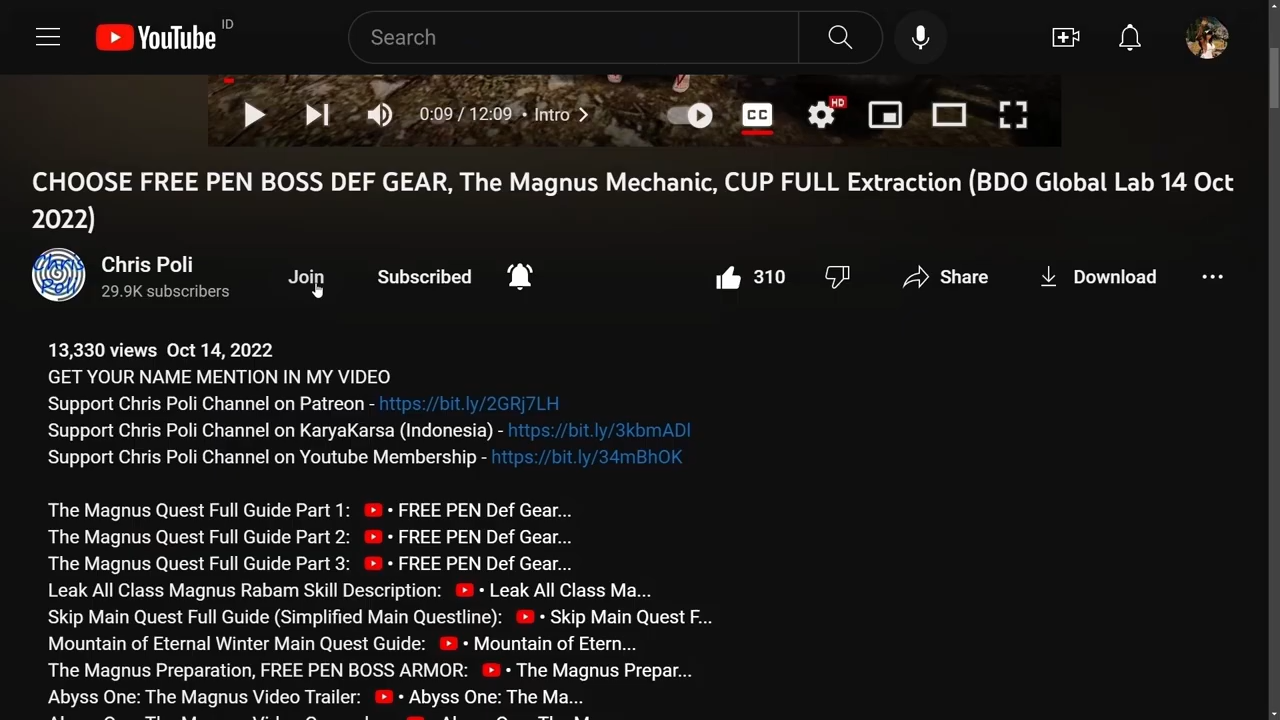 YouTube ID
Search
0:09 / 12:09 • Intro
CC
HD
CHOOSE FREE PEN BOSS DEF GEAR, The Magnus Mechanic, CUP FULL Extraction (BDO Global Lab 14 Oct
2022)
Chris Poli
29.9K subscribers
Join
Subscribed
310
Share
Download
13,330 views Oct 14, 2022
GET YOUR NAME MENTION IN MY VIDEO
Support Chris Poli Channel on Patreon - https://bit.ly/2GRj7LH
Support Chris Poli Channel on KaryaKarsa (Indonesia) - https://bit.ly/3kbmADl
Support Chris Poli Channel on Youtube Membership - https://bit.ly/34mBhOK
The Magnus Quest Full Guide Part 1: • FREE PEN Def Gear...
The Magnus Quest Full Guide Part 2: • FREE PEN Def Gear...
The Magnus Quest Full Guide Part 3: • FREE PEN Def Gear...
Leak All Class Magnus Rabam Skill Description: • Leak All Class Ma...
Skip Main Quest Full Guide (Simplified Main Questline): • Skip Main Quest F...
Mountain of Eternal Winter Main Quest Guide: • Mountain of Etern...
The Magnus Preparation, FREE PEN BOSS ARMOR: • The Magnus Prepar...
Abyss One: The Magnus Video Trailer: • Abyss One: The Ma...